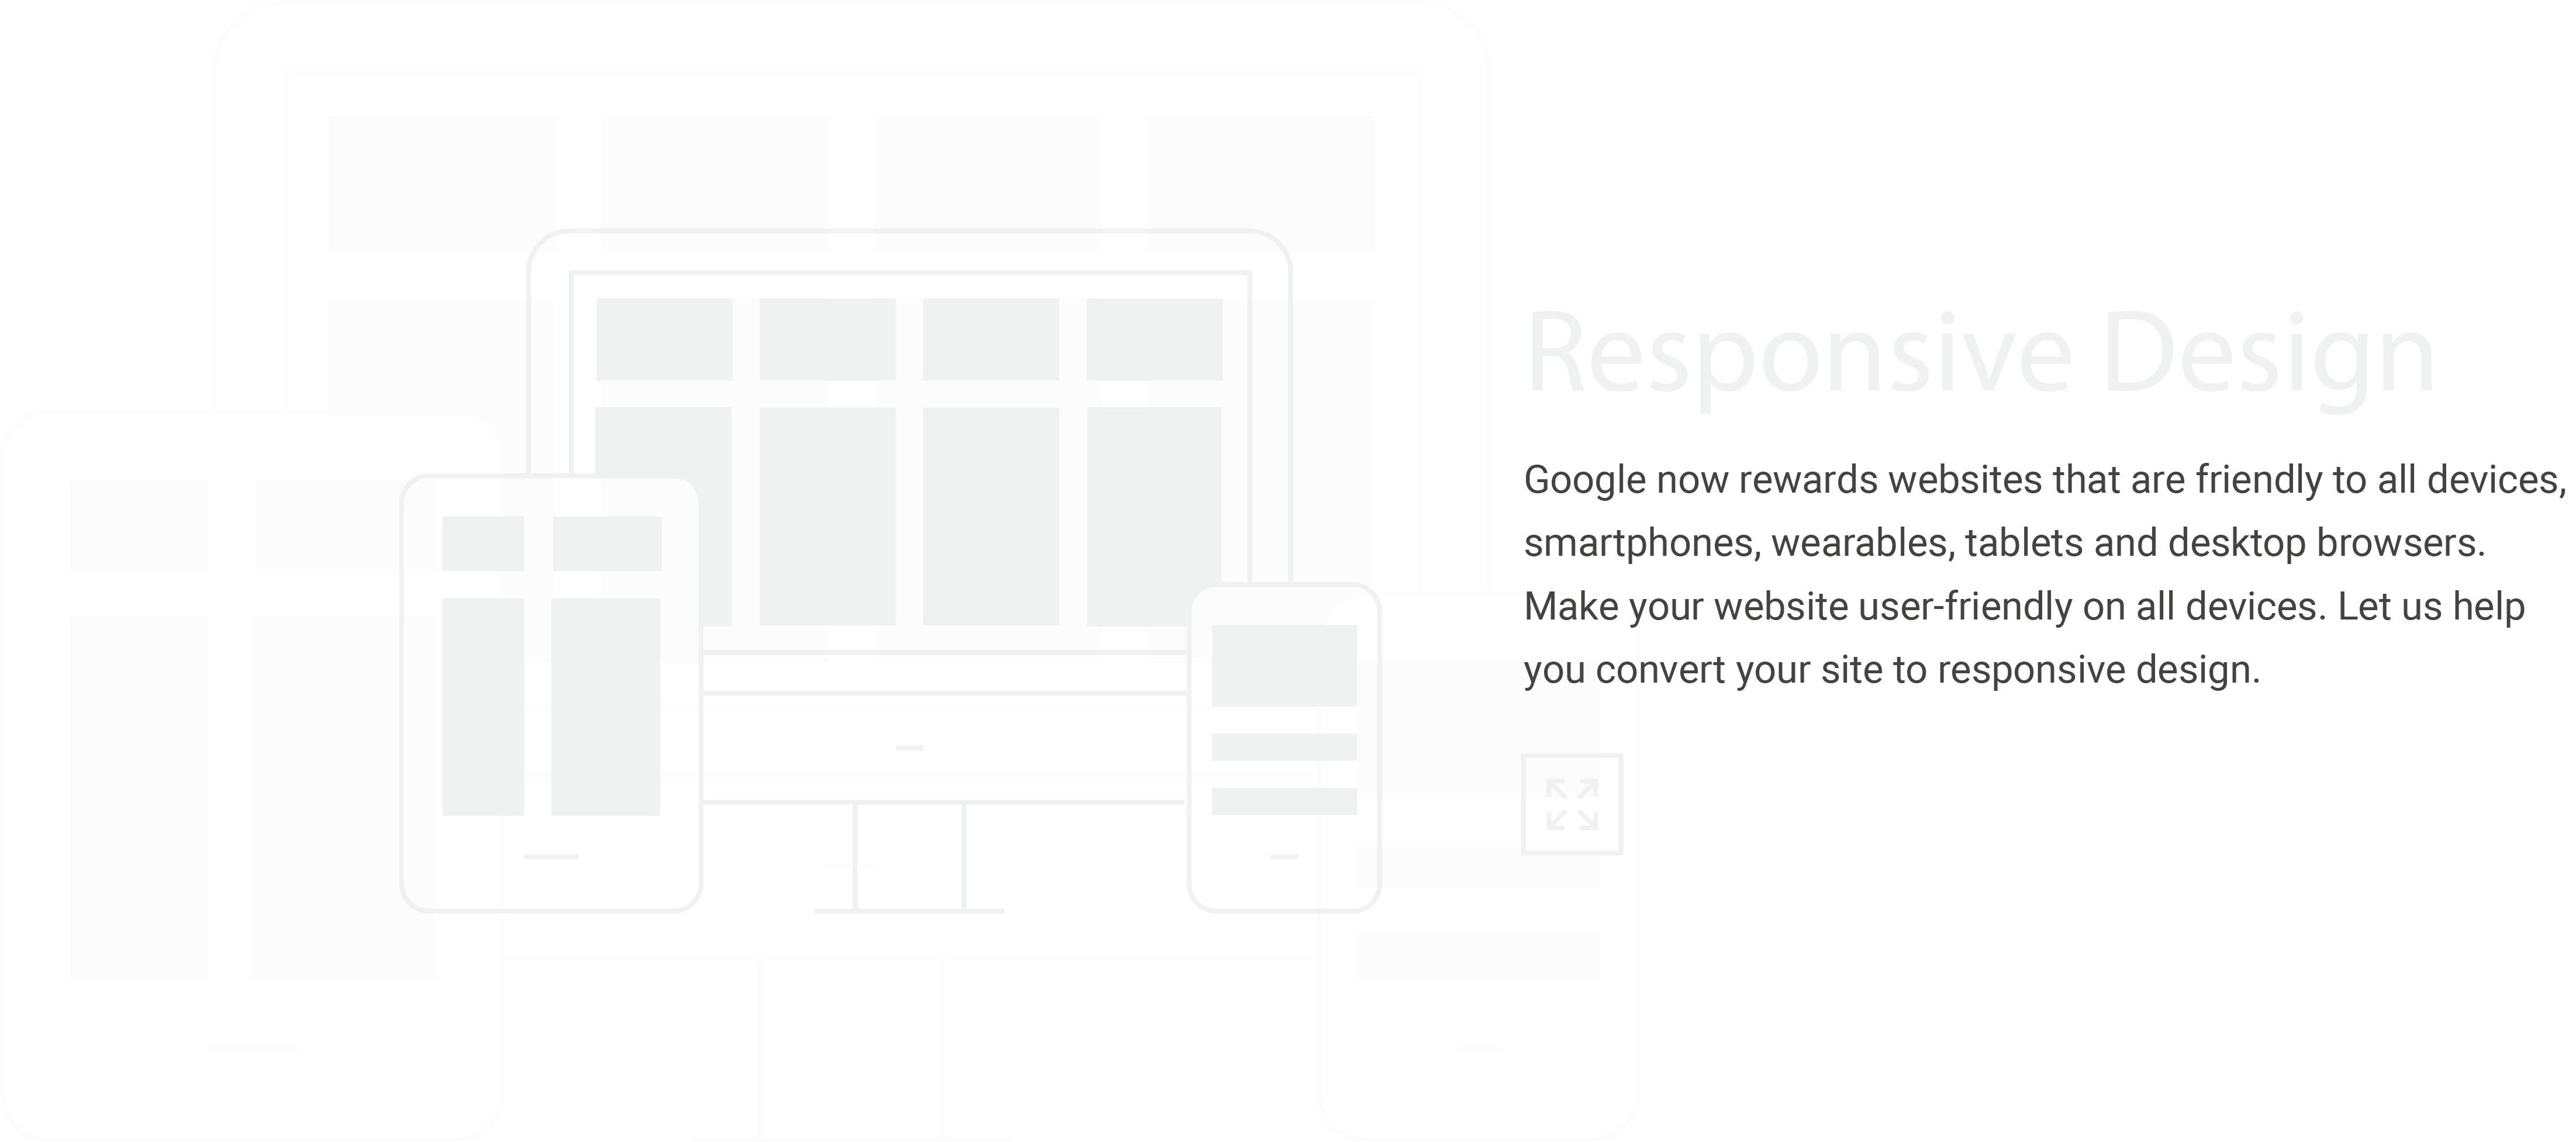 Responsive Design
Google now rewards websites that are friendly to all devices,
smartphones, wearables, tablets and desktop browsers.
Make your website user-friendly on all devices. Let us help
you convert your site to responsive design.